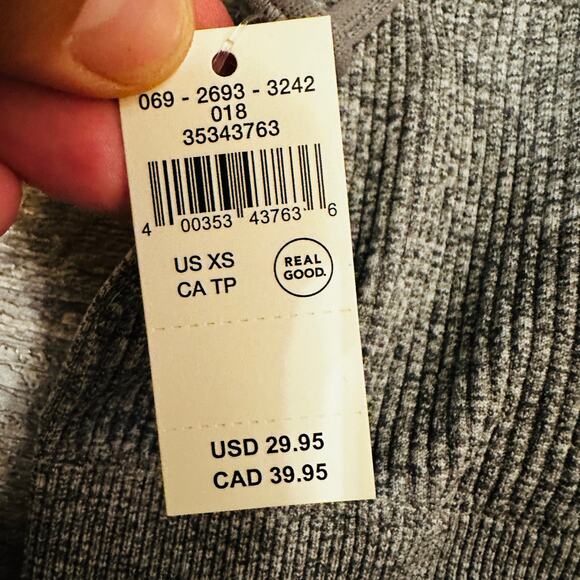 069 - 2693 - 3242
018
35343763
4 00353 43763 6
US XS
CA TP
REAL
GOOD.
USD 29.95
CAD 39.95